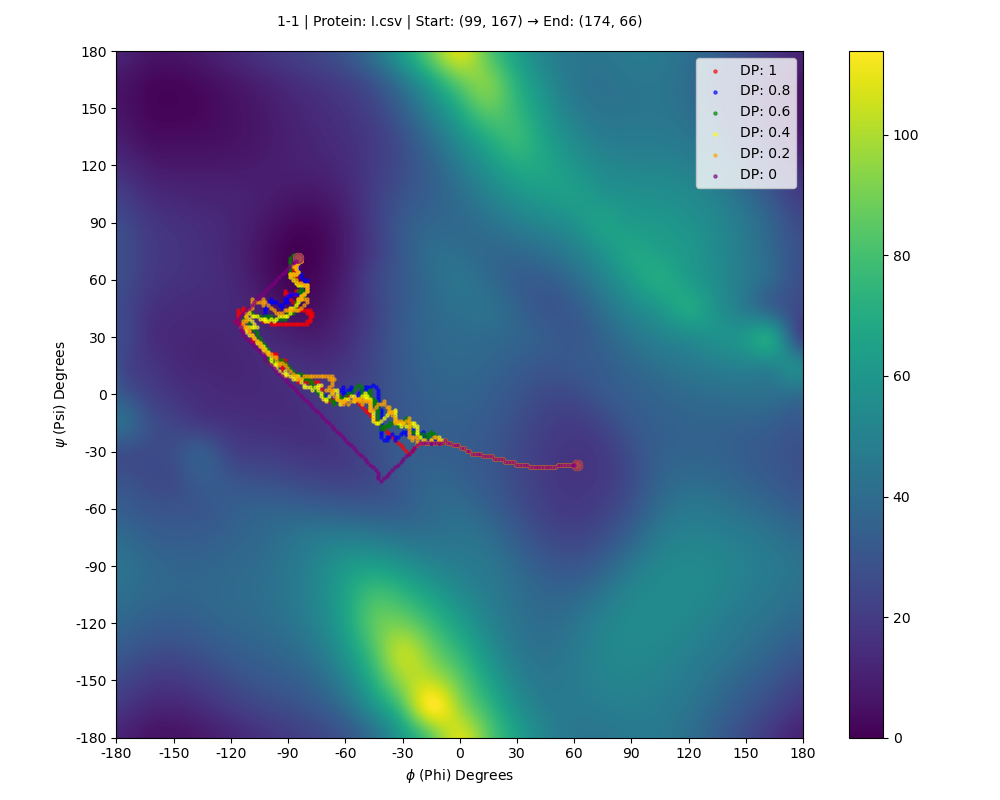 1-1 | Protein: I.csv | Start: (99, 167) → End: (174, 66)
180
150
120
90
60
30
0
-30
-60
-90
-120
-150
-180
ψ (Psi) Degrees
-180 -150 -120 -90 -60 -30 0 30 60 90 120 150 180
ϕ (Phi) Degrees
DP: 1
DP: 0.8
DP: 0.6
DP: 0.4
DP: 0.2
DP: 0
100
80
60
40
20
0